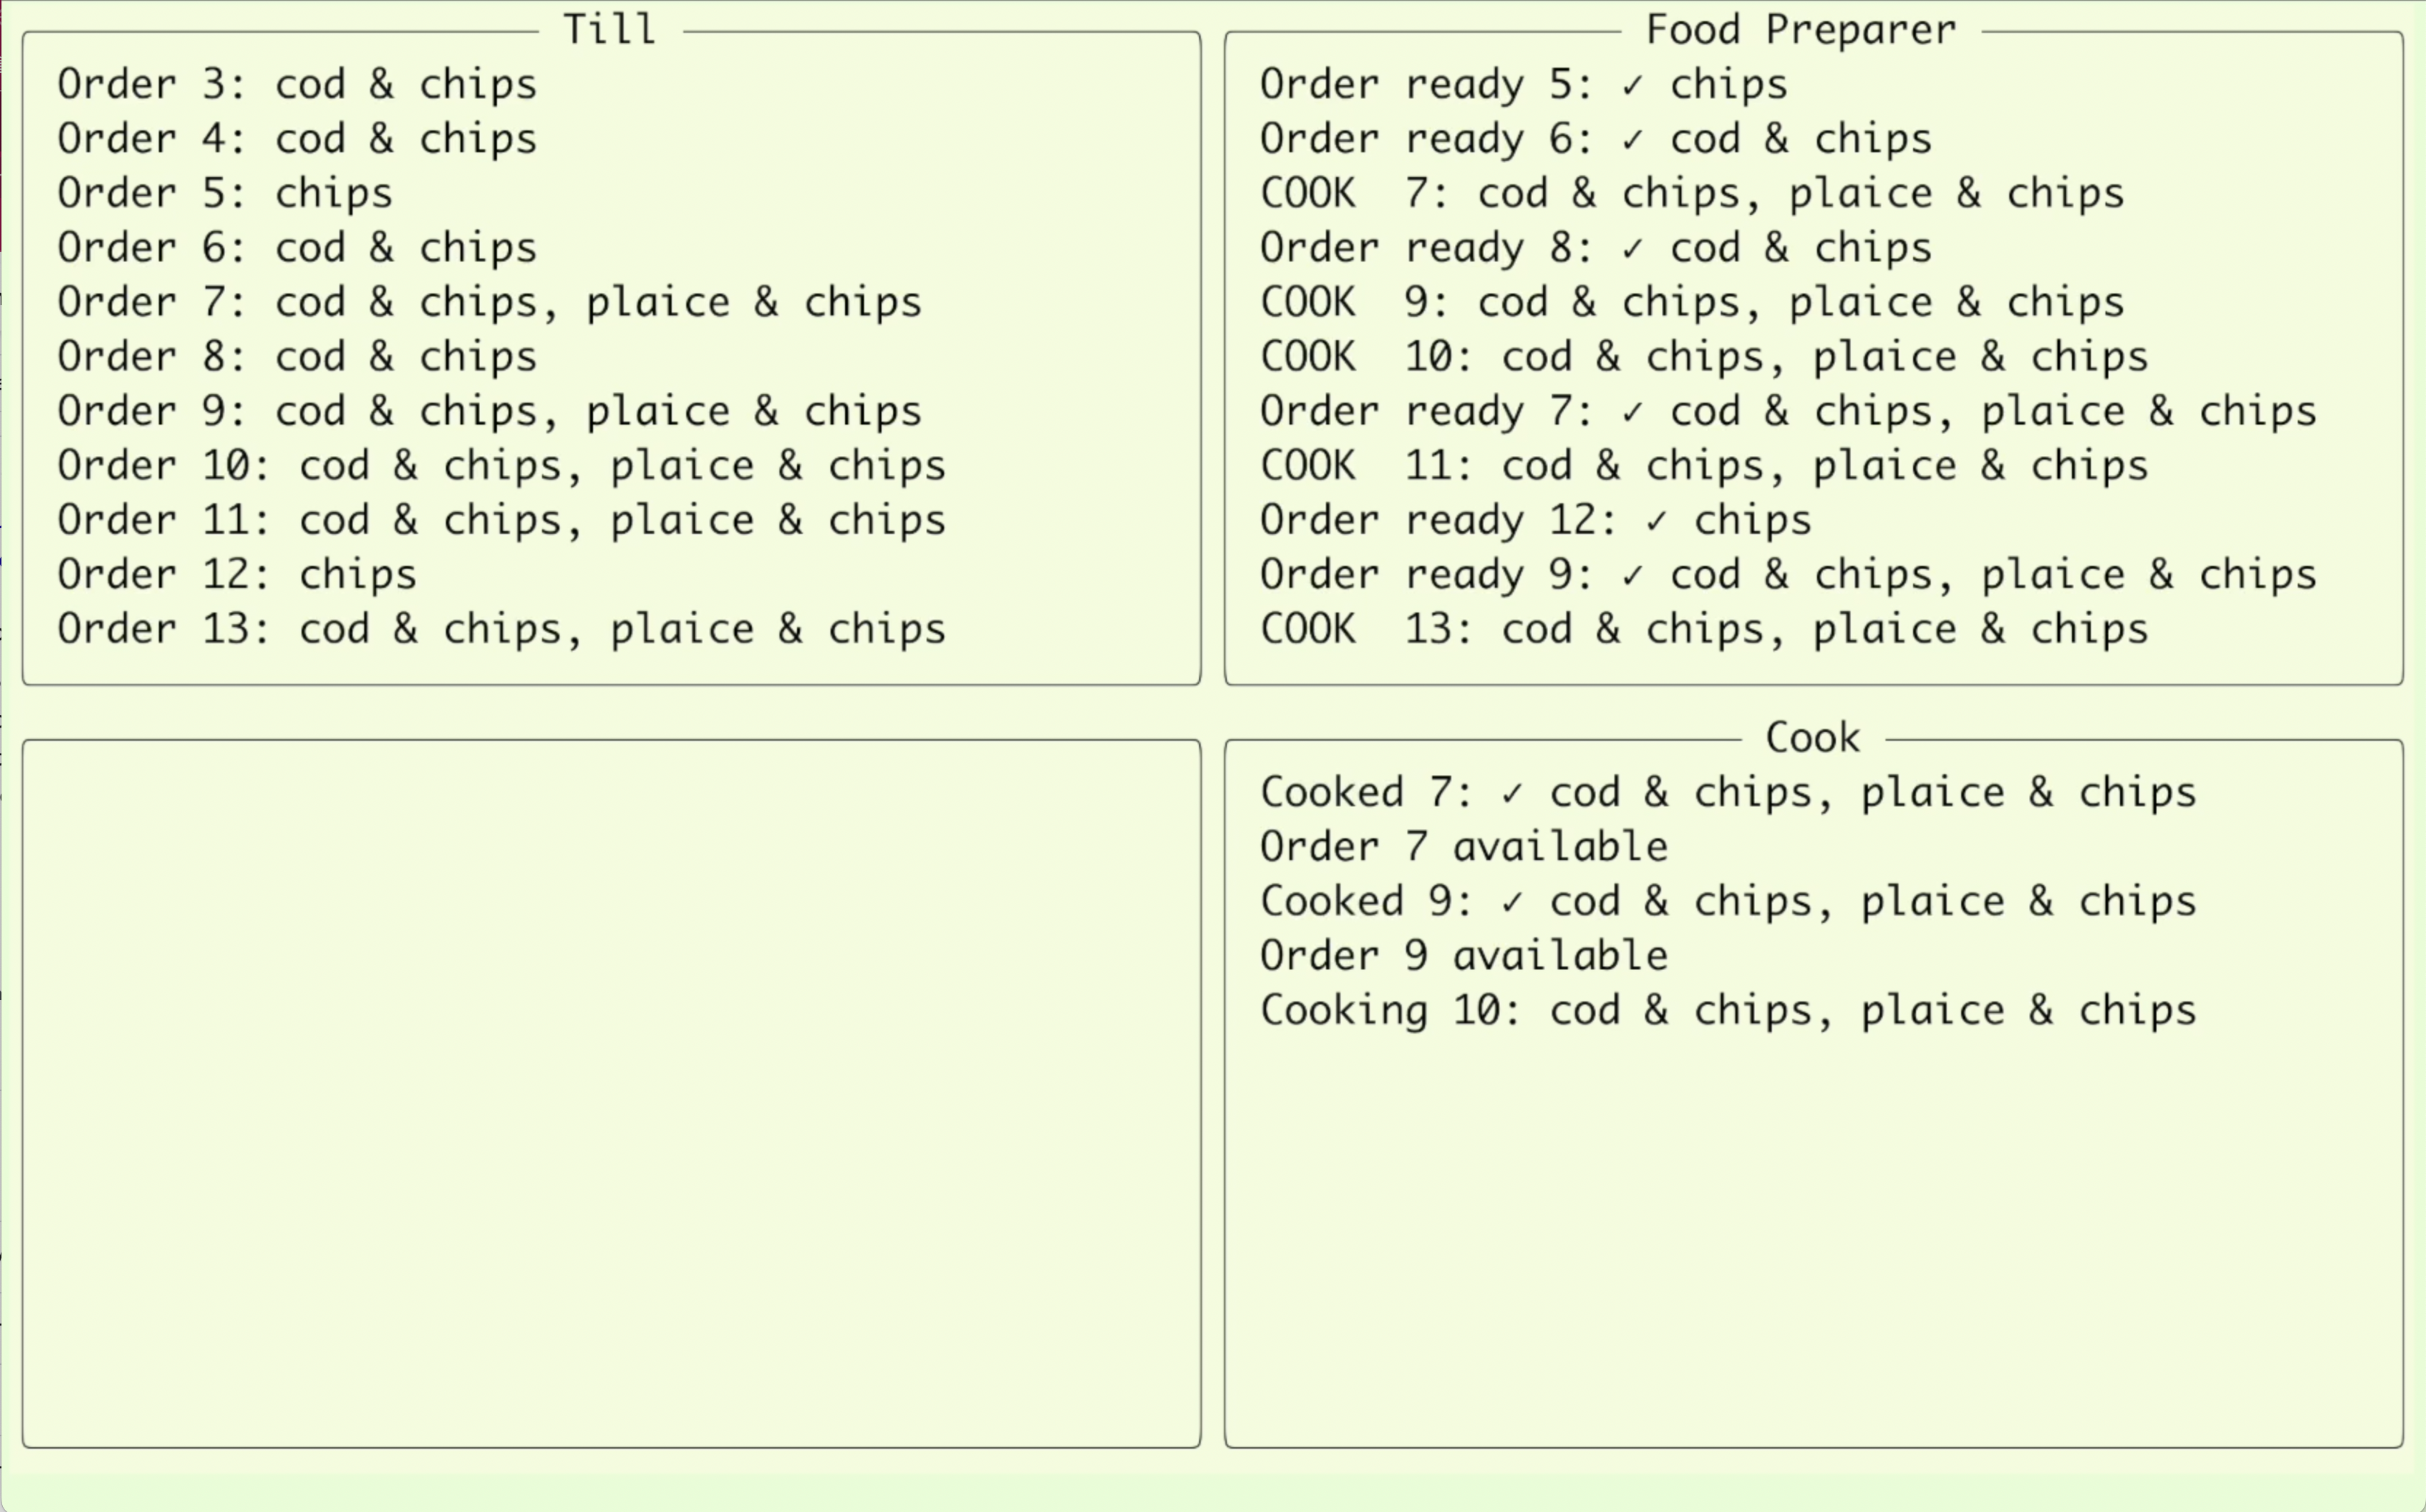 Till
Order 3: cod & chips
Order 4: cod & chips
Order 5: chips
Order 6: cod & chips
Order 7: cod & chips, plaice & chips
Order 8: cod & chips
Order 9: cod & chips, plaice & chips
Order 10: cod & chips, plaice & chips
Order 11: cod & chips, plaice & chips
Order 12: chips
Order 13: cod & chips, plaice & chips
Food Preparer
Order ready 5: ✓ chips
Order ready 6: ✓ cod & chips
COOK  7: cod & chips, plaice & chips
Order ready 8: ✓ cod & chips
COOK  9: cod & chips, plaice & chips
COOK  10: cod & chips, plaice & chips
Order ready 7: ✓ cod & chips, plaice & chips
COOK  11: cod & chips, plaice & chips
Order ready 12: ✓ chips
Order ready 9: ✓ cod & chips, plaice & chips
COOK  13: cod & chips, plaice & chips
Cook
Cooked 7: ✓ cod & chips, plaice & chips
Order 7 available
Cooked 9: ✓ cod & chips, plaice & chips
Order 9 available
Cooking 10: cod & chips, plaice & chips